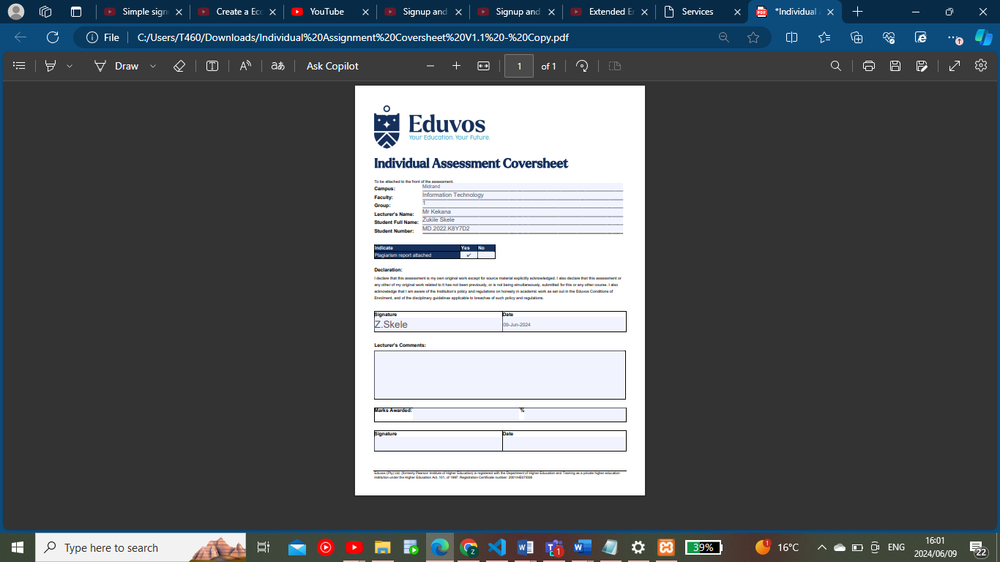 Simple sign
Create a Eco
YouTube
Signup and
Signup and
Extended Er
Services
*Individual A
File
C:/Users/T460/Downloads/Individual%20Assignment%20Coversheet%20V1.1%20-%20Copy.pdf
Draw
aあ
Ask Copilot
1 of 1
Eduvos
Your Education. Your Future.
Individual Assessment Coversheet
To be attached to the front of the assessment.
Campus: Midrand
Faculty: Information Technology
Group: 1
Lecturer's Name: Mr Kekana
Student Full Name: Zukile Skele
Student Number: MD.2022.K8Y7D2
Indicate Yes No
Plagiarism report attached ✔
Declaration:
I declare that this assessment is my own original work except for source material explicitly acknowledged. I also declare that this assessment or
any other of my original work related to it has not been previously, or is not being simultaneously, submitted for this or any other course. I also
acknowledge that I am aware of the Institution's policy and regulations on honesty in academic work as set out in the Eduvos Conditions of
Enrolment, and of the disciplinary guidelines applicable to breaches of such policy and regulations.
Signature Date
Z.Skele 09-Jun-2024
Lecturer's Comments:
Marks Awarded: %
Signature Date
Eduvos (Pty) Ltd. (formerly Pearson Institute of Higher Education) is registered with the Department of Higher Education and Training as a private higher education
institution under the Higher Education Act, 101, of 1997. Registration Certificate number: 2001/HE07/008
Type here to search
39%
16°C
ENG
16:01
2024/06/09
22